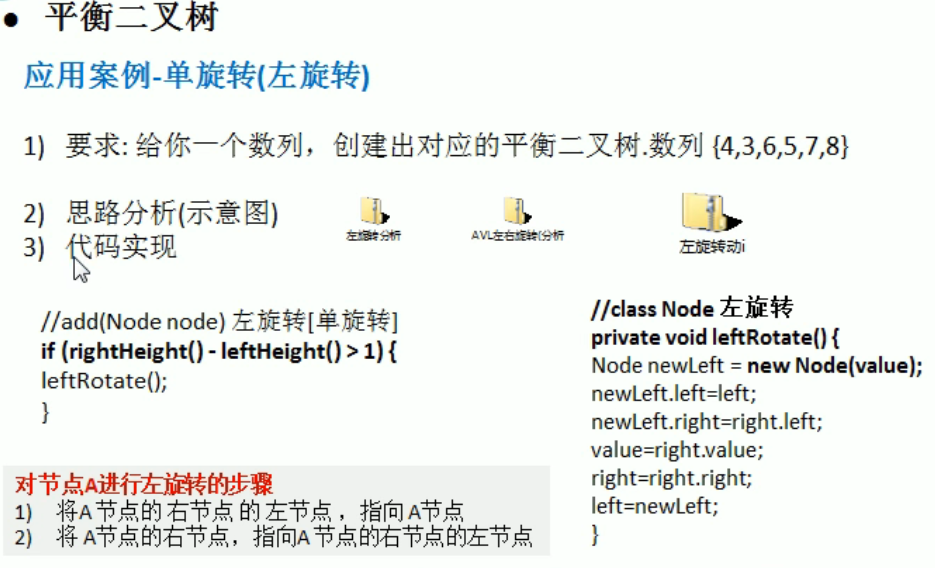 ● 平衡二叉树
应用案例-单旋转(左旋转)
1) 要求: 给你一个数列，创建出对应的平衡二叉树.数列 {4,3,6,5,7,8}
2) 思路分析(示意图)
左旋转分析
AVL左右旋转(分析
左旋转动i
3) 代码实现
//add(Node node) 左旋转[单旋转]
if (rightHeight() - leftHeight() > 1) {
leftRotate();
}
//class Node 左旋转
private void leftRotate() {
Node newLeft = new Node(value);
newLeft.left=left;
newLeft.right=right.left;
value=right.value;
right=right.right;
left=newLeft;
}
对节点A进行左旋转的步骤
1) 将A 节点的 右节点 的 左节点 ，指向 A节点
2) 将 A节点的右节点，指向A 节点的右节点的左节点